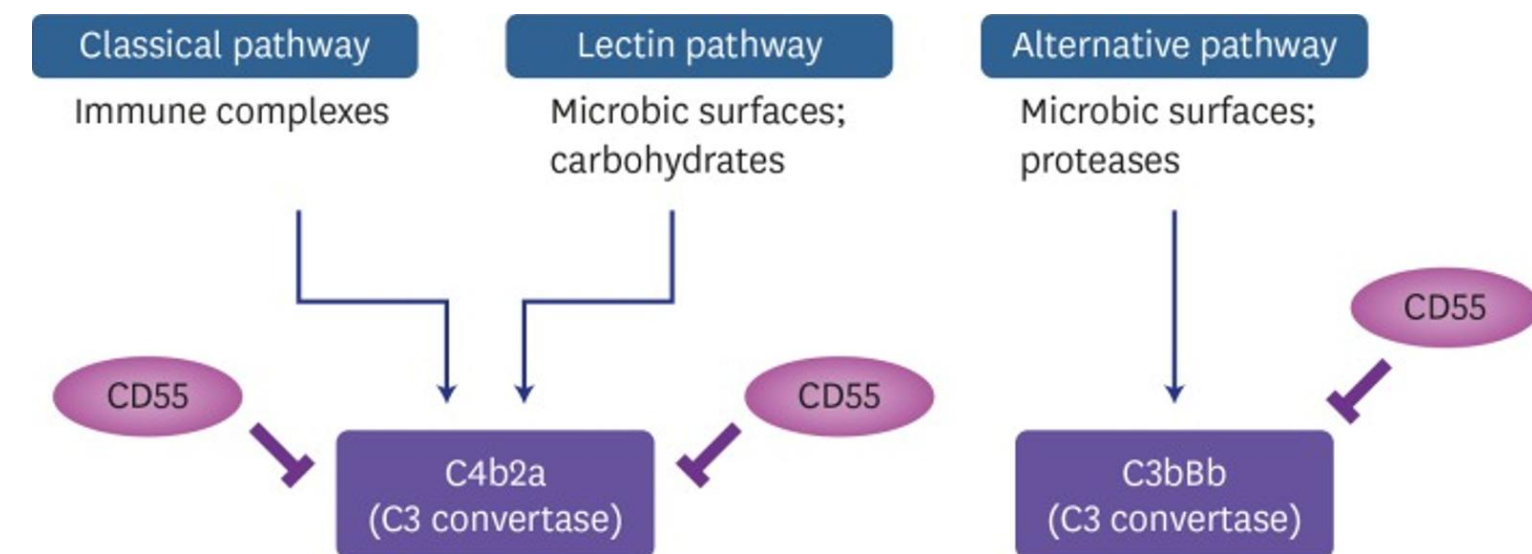 Classical pathway
Immune complexes
Lectin pathway
Microbic surfaces;
carbohydrates
Alternative pathway
Microbic surfaces;
proteases
CD55
CD55
CD55
C4b2a
(C3 convertase)
C3bBb
(C3 convertase)